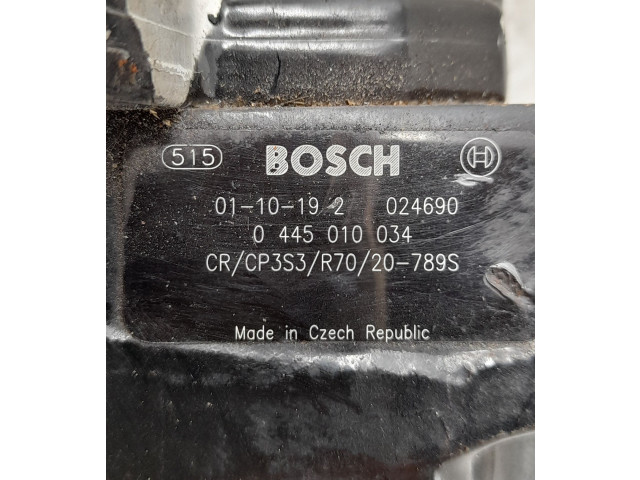 515 BOSCH H
01-10-19 2 024690
0 445 010 034
CR/CP3S3/R70/20-789S
Made in Czech Republic